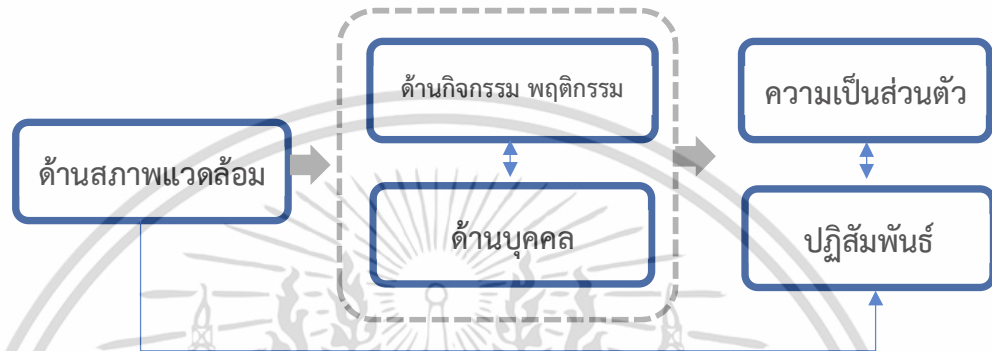 ด้านกิจกรรม พฤติกรรม
ความเป็นส่วนตัว
ด้านสภาพแวดล้อม
ด้านบุคคล
ปฏิสัมพันธ์